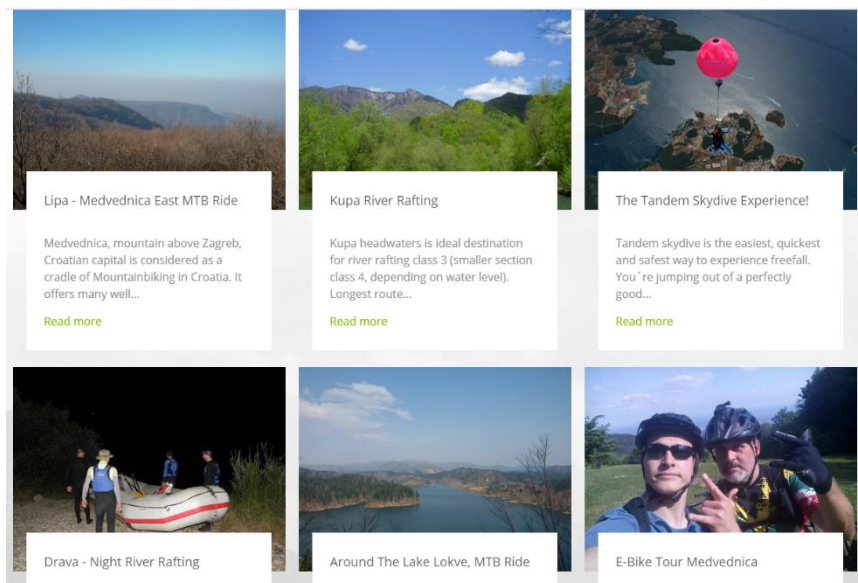 Lipa - Medvednica East MTB Ride
Medvednica, mountain above Zagreb,
Croatian capital is considered as a
cradle of Mountainbiking in Croatia. It
offers many well...
Read more
Kupa River Rafting
Kupa headwaters is ideal destination
for river rafting class 3 (smaller section
class 4, depending on water level).
Longest route...
Read more
The Tandem Skydive Experience!
Tandem skydive is the easiest, quickest
and safest way to experience freefall.
You´re jumping out of a perfectly
good...
Read more
Drava - Night River Rafting
Around The Lake Lokve, MTB Ride
E-Bike Tour Medvednica